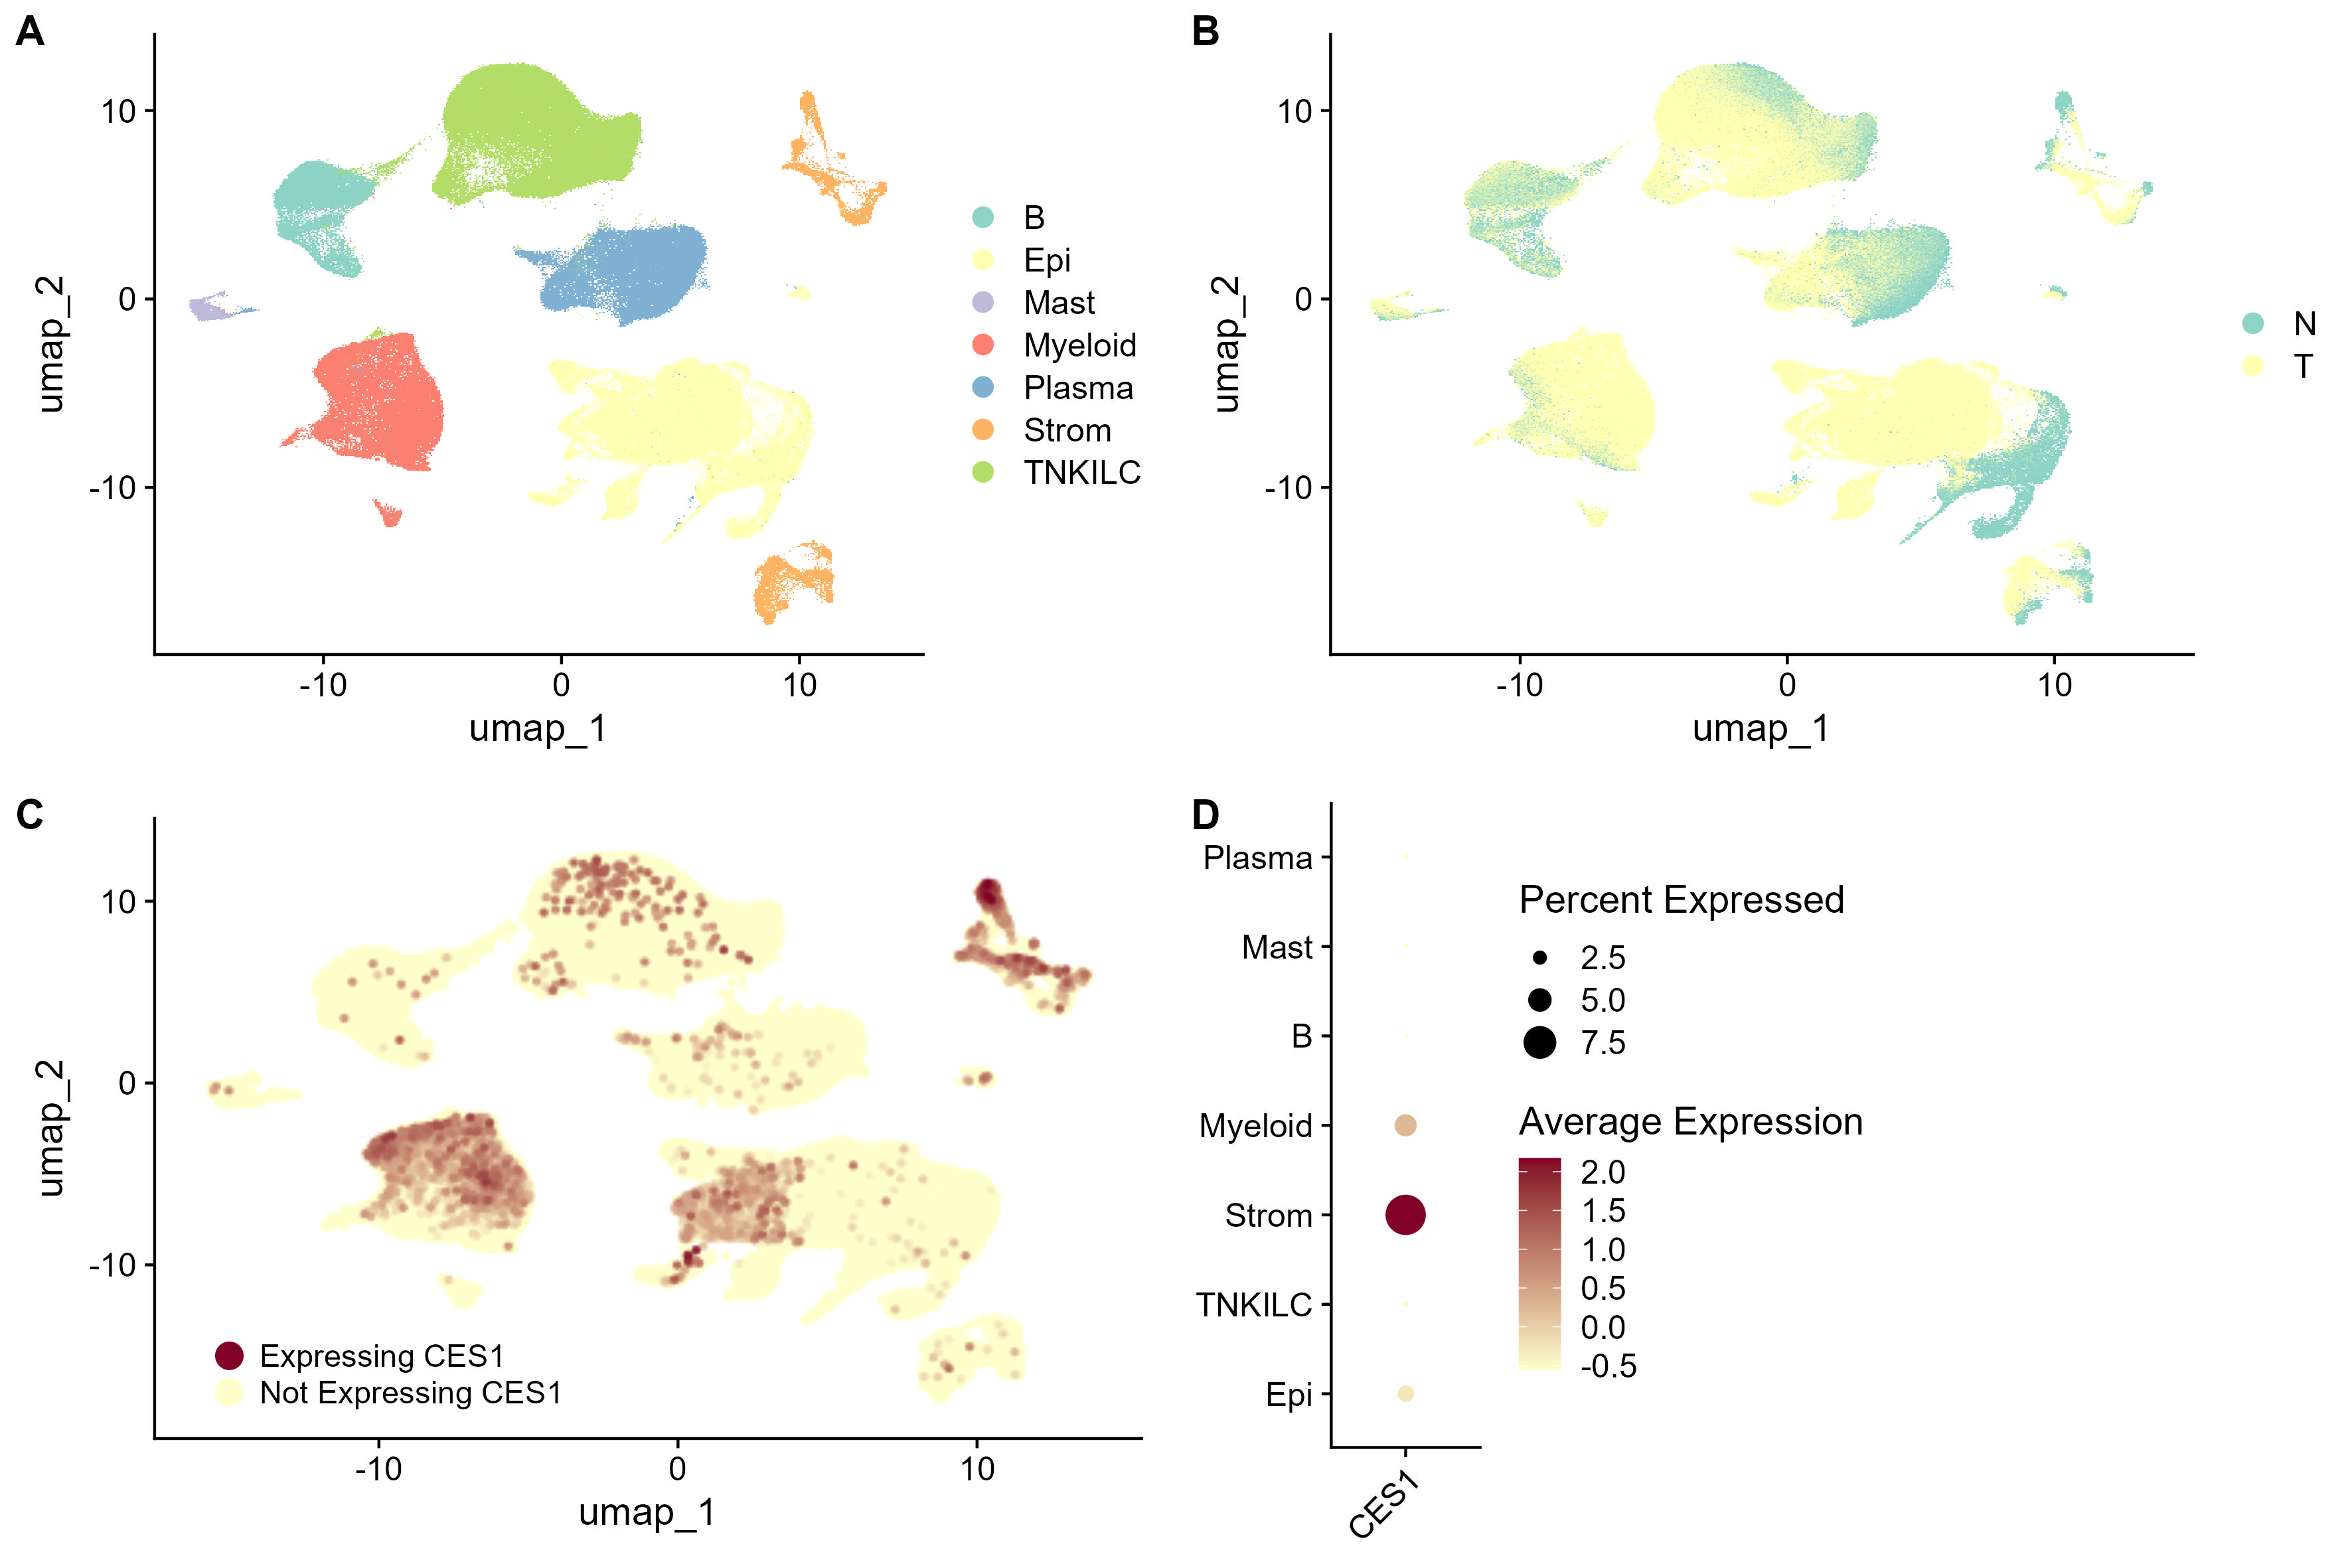 A
10
0
-10
umap_2
-10 0 10
umap_1
B
Epi
Mast
Myeloid
Plasma
Strom
TNKILC
B
10
0
-10
umap_2
-10 0 10
umap_1
N
T
C
10
0
-10
umap_2
Expressing CES1
Not Expressing CES1
-10 0 10
umap_1
D
Plasma
Mast
B
Myeloid
Strom
TNKILC
Epi
CES1
Percent Expressed
2.5
5.0
7.5
Average Expression
2.0
1.5
1.0
0.5
0.0
-0.5